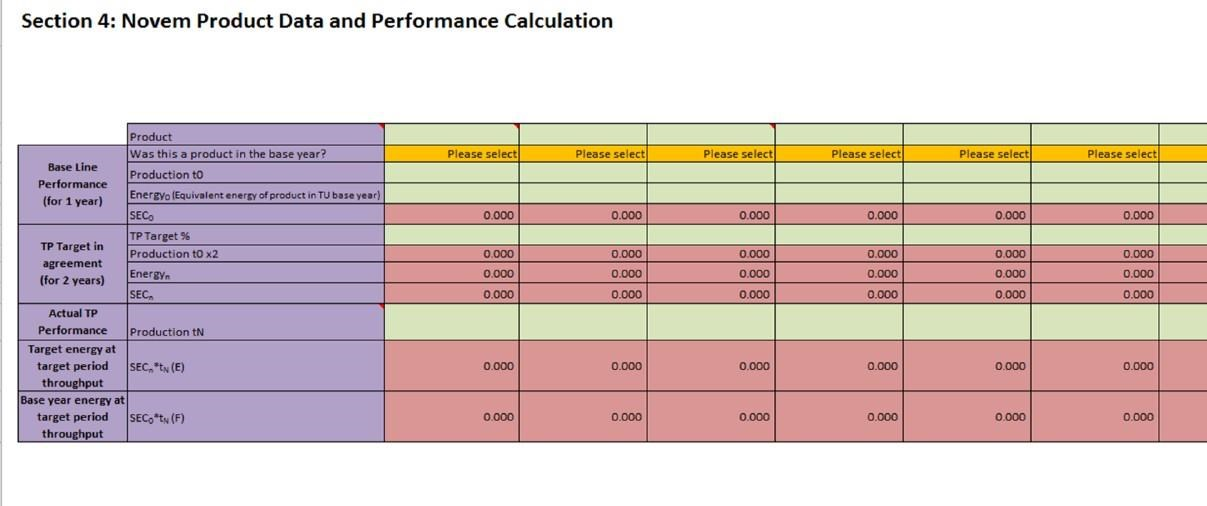 Section 4: Novem Product Data and Performance Calculation
Product
Base Line Performance (for 1 year)
Was this a product in the base year? Please select Please select Please select Please select Please select Please select
Production t0
Energy₀ (Equivalent energy of product in TU base year)
SEC₀ 0.000 0.000 0.000 0.000 0.000 0.000
TP Target in agreement (for 2 years)
TP Target %
Production t0 x2 0.000 0.000 0.000 0.000 0.000 0.000
Energyₙ 0.000 0.000 0.000 0.000 0.000 0.000
SECₙ 0.000 0.000 0.000 0.000 0.000 0.000
Actual TP Performance
Production tN
Target energy at target period throughput
SECₙ*tN (E) 0.000 0.000 0.000 0.000 0.000 0.000
Base year energy at target period throughput
SEC₀*tN (F) 0.000 0.000 0.000 0.000 0.000 0.000